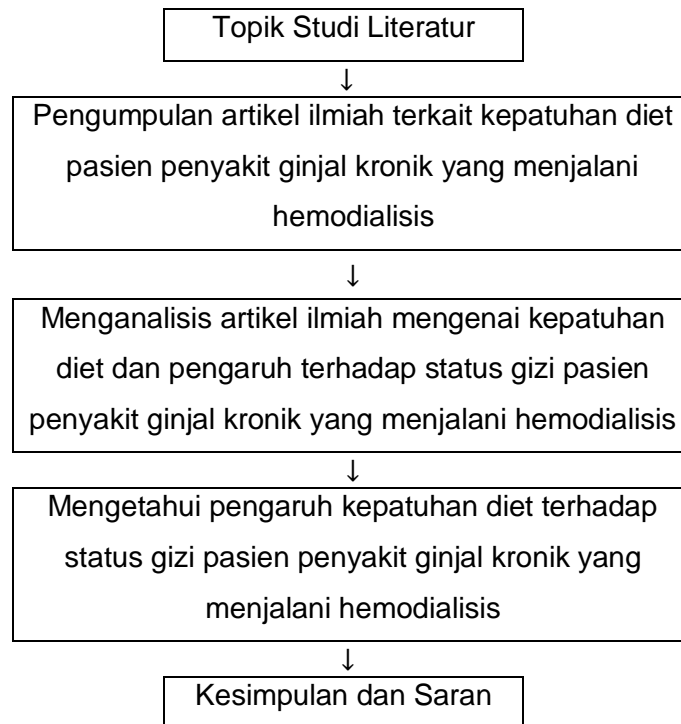 Topik Studi Literatur
↓
Pengumpulan artikel ilmiah terkait kepatuhan diet
pasien penyakit ginjal kronik yang menjalani
hemodialisis
↓
Menganalisis artikel ilmiah mengenai kepatuhan
diet dan pengaruh terhadap status gizi pasien
penyakit ginjal kronik yang menjalani hemodialisis
↓
Mengetahui pengaruh kepatuhan diet terhadap
status gizi pasien penyakit ginjal kronik yang
menjalani hemodialisis
↓
Kesimpulan dan Saran